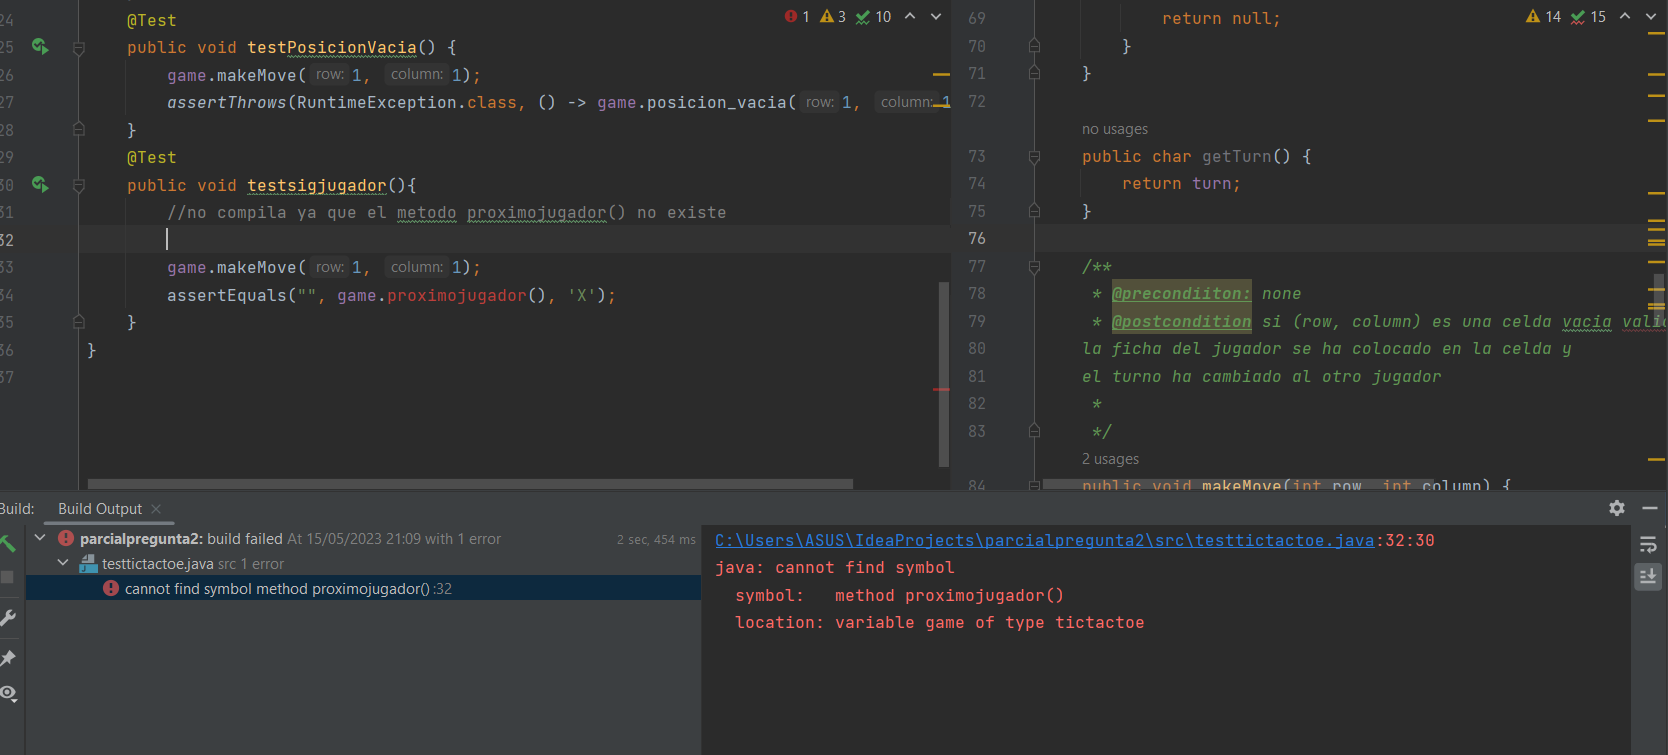 24 @Test
25 public void testPosicionVacia() {
26 game.makeMove( row: 1, column: 1);
27 assertThrows(RuntimeException.class, () -> game.posicion_vacia( row: 1, column: 1
28 }
29 @Test
30 public void testsigjugador(){
31 //no compila ya que el metodo proximojugador() no existe
32
33 game.makeMove( row: 1, column: 1);
34 assertEquals("", game.proximojugador(), 'X');
35 }
36 }
37
1 3 10
69 return null;
70 }
71 }
72
no usages
73 public char getTurn() {
74 return turn;
75 }
76
77 /**
78 * @precondiiton: none
79 * @postcondition si (row, column) es una celda vacia valid
80 la ficha del jugador se ha colocado en la celda y
81 el turno ha cambiado al otro jugador
82 *
83 */
2 usages
84 public void makeMove(int row, int column) {
14 15
Build: Build Output
parcialpregunta2: build failed At 15/05/2023 21:09 with 1 error 2 sec, 454 ms
testtictactoe.java src 1 error
cannot find symbol method proximojugador() :32
C:\Users\ASUS\IdeaProjects\parcialpregunta2\src\testtictactoe.java:32:30
java: cannot find symbol
symbol: method proximojugador()
location: variable game of type tictactoe